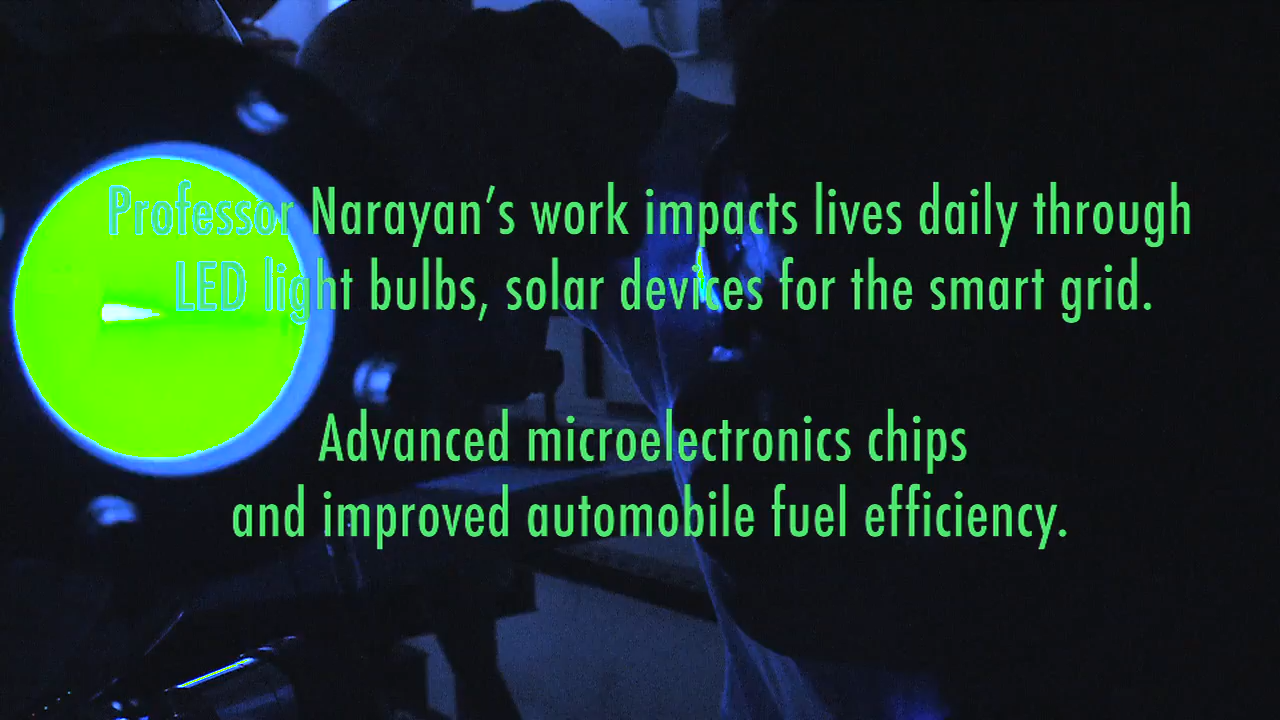 Professor Narayan’s work impacts lives daily through
LED light bulbs, solar devices for the smart grid.
Advanced microelectronics chips
and improved automobile fuel efficiency.